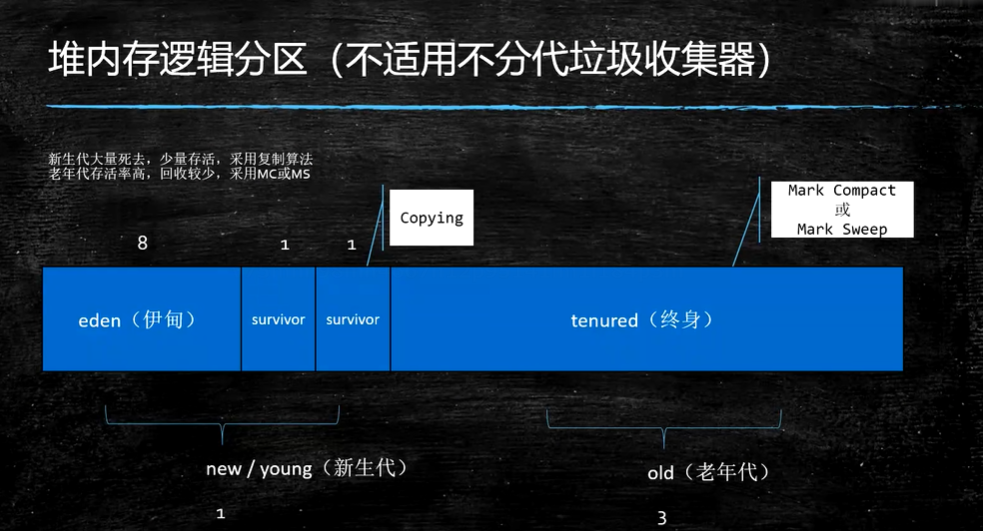 堆内存逻辑分区（不适用不分代垃圾收集器）
新生代大量死去，少量存活，采用复制算法
老年代存活率高，回收较少，采用MC或MS
Copying
Mark Compact
或
Mark Sweep
8
1
1
eden（伊甸）
survivor
survivor
tenured（终身）
new / young（新生代）
old（老年代）
1
3